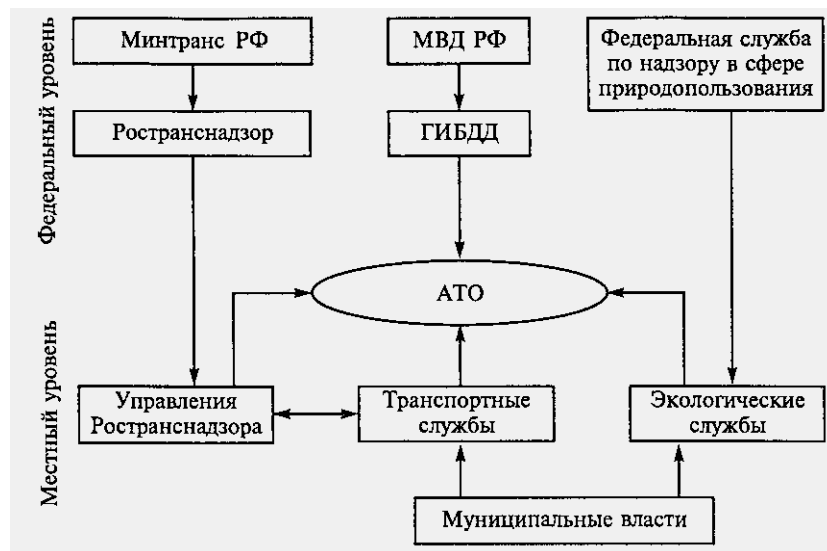 Федеральный уровень
Минтранс РФ
МВД РФ
Федеральная служба
по надзору в сфере
природопользования
Ространснадзор
ГИБДД
АТО
Местный уровень
Управления
Ространснадзора
Транспортные
службы
Экологические
службы
Муниципальные власти